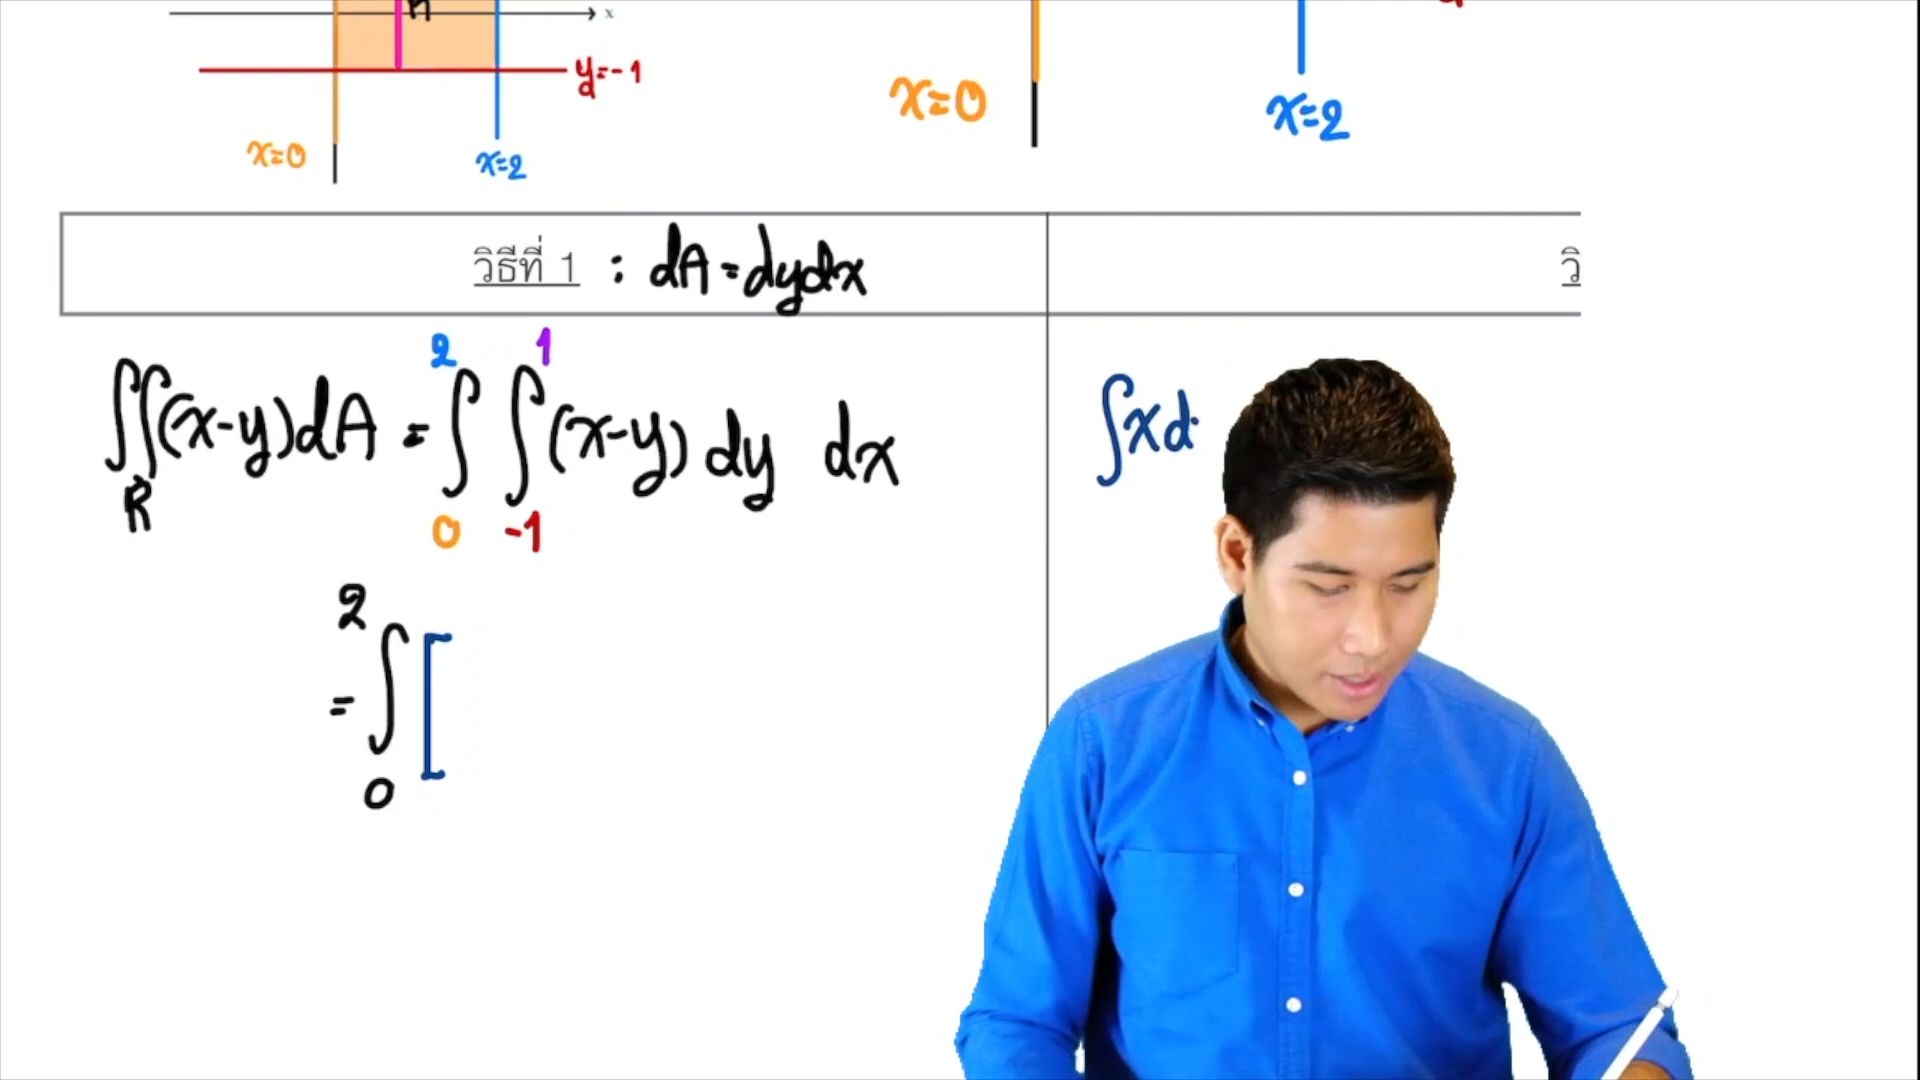 x
y=-1
x=0
x=2
x=0
x=2
วิธีที่ 1 : dA=dydx
วิ
∬(x-y)dA = ∫ ∫(x-y) dy dx
R
2
1
0
-1
∫xd
2
= ∫ [
0